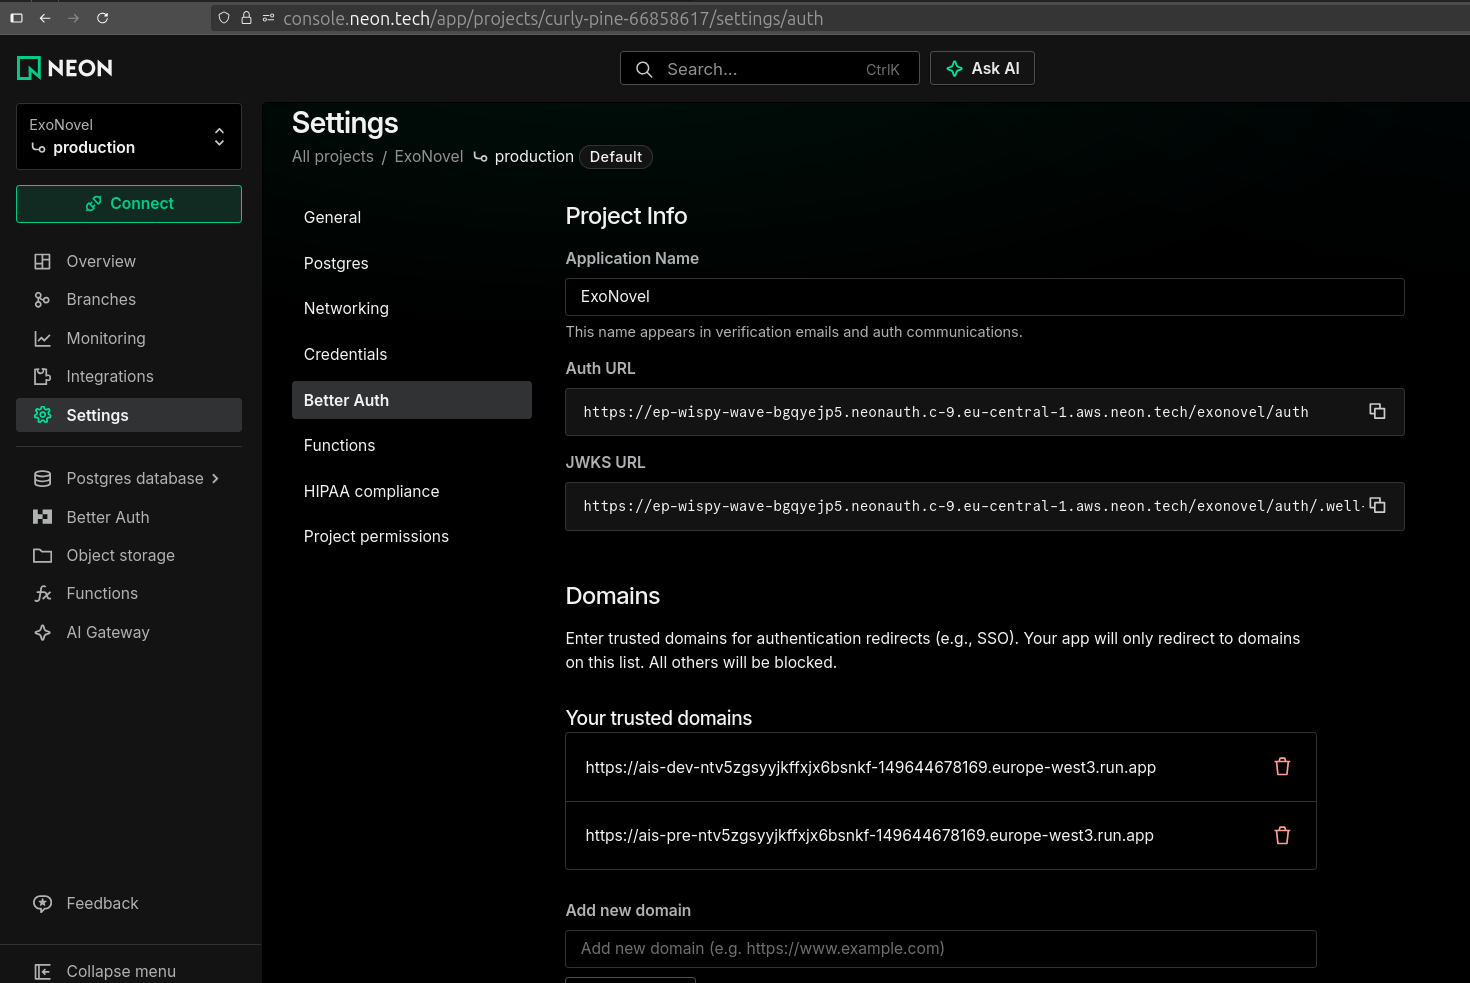 console.neon.tech/app/projects/curly-pine-66858617/settings/auth
NEON
Search...
CtrlK
Ask AI
ExoNovel
production
Connect
Overview
Branches
Monitoring
Integrations
Settings
Postgres database
Better Auth
Object storage
Functions
AI Gateway
Feedback
Collapse menu
Settings
All projects / ExoNovel production Default
General
Postgres
Networking
Credentials
Better Auth
Functions
HIPAA compliance
Project permissions
Project Info
Application Name
ExoNovel
This name appears in verification emails and auth communications.
Auth URL
https://ep-wispy-wave-bgqyejp5.neonauth.c-9.eu-central-1.aws.neon.tech/exonovel/auth
JWKS URL
https://ep-wispy-wave-bgqyejp5.neonauth.c-9.eu-central-1.aws.neon.tech/exonovel/auth/.well-
Domains
Enter trusted domains for authentication redirects (e.g., SSO). Your app will only redirect to domains
on this list. All others will be blocked.
Your trusted domains
https://ais-dev-ntv5zgsyyjkffxjx6bsnkf-149644678169.europe-west3.run.app
https://ais-pre-ntv5zgsyyjkffxjx6bsnkf-149644678169.europe-west3.run.app
Add new domain
Add new domain (e.g. https://www.example.com)